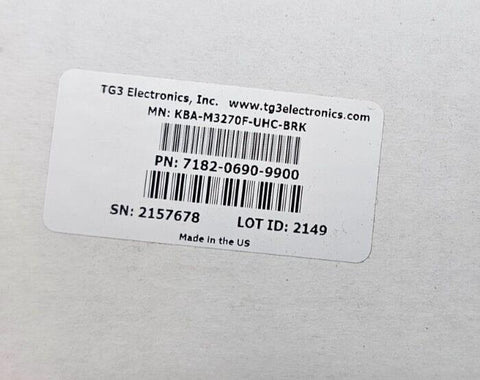 TG3 Electronics, Inc. www.tg3electronics.com
MN: KBA-M3270F-UHC-BRK
PN: 7182-0690-9900
SN: 2157678 LOT ID: 2149
Made in the US